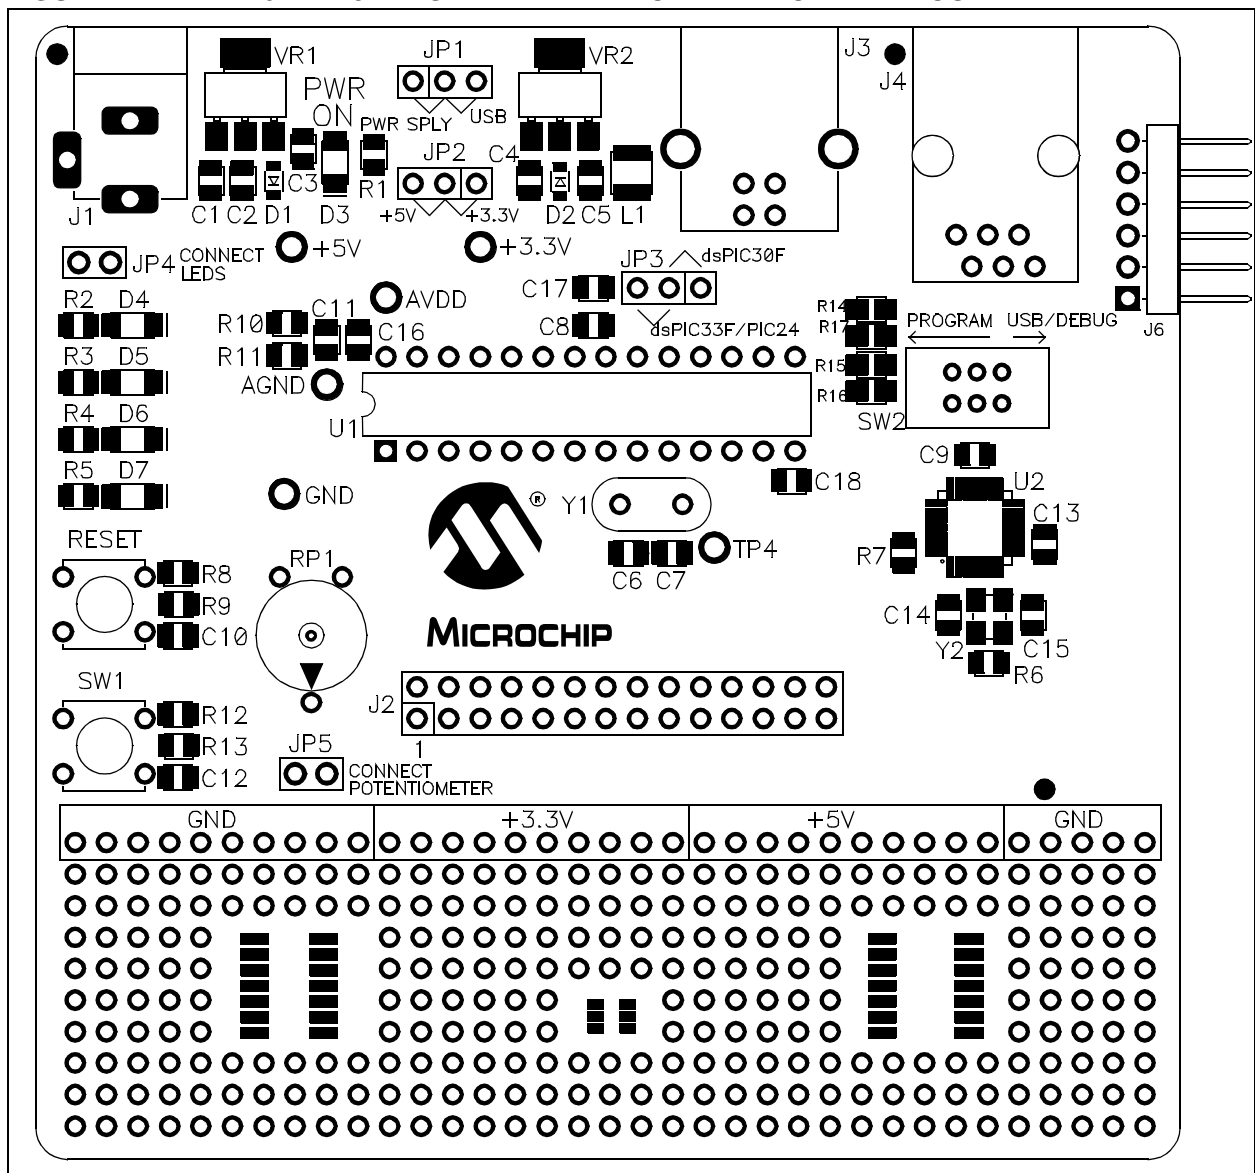 VR1
JP1
VR2
J3
J4
PWR
ON
USB
PWR SPLY
JP2
C4
C3
R1
J1
C1
C2
D1
D3
+5V
+3.3V
D2
C5
L1
+5V
+3.3V
JP4
CONNECT
LEDS
JP3
dsPIC30F
C17
R2
D4
AVDD
C11
R10
C16
C8
dsPIC33F/PIC24
R14
R17
PROGRAM
USB/DEBUG
J6
R3
D5
R11
AGND
R15
R16
R4
D6
U1
SW2
R5
D7
C9
C18
U2
GND
®
Y1
C13
RESET
TP4
R7
RP1
C6
C7
R8
R9
C10
MICROCHIP
C14
Y2
C15
R6
SW1
J2
R12
R13
C12
1
JP5
CONNECT
POTENTIOMETER
GND
+3.3V
+5V
GND